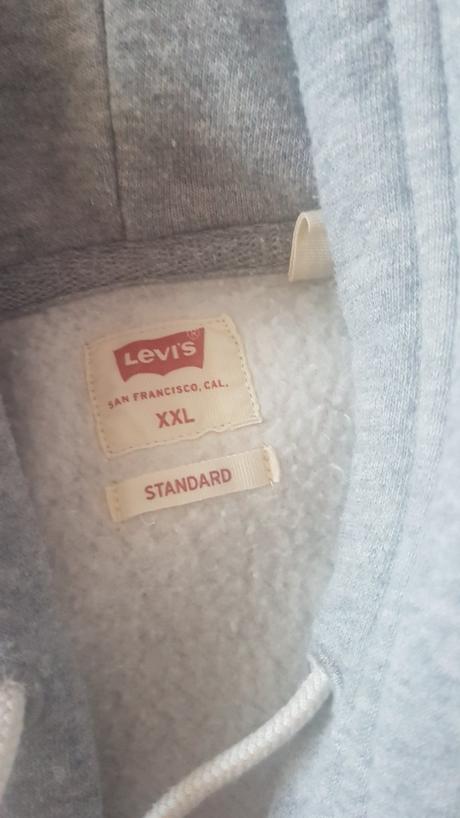 Levi's ®
SAN FRANCISCO, CAL.
XXL
STANDARD